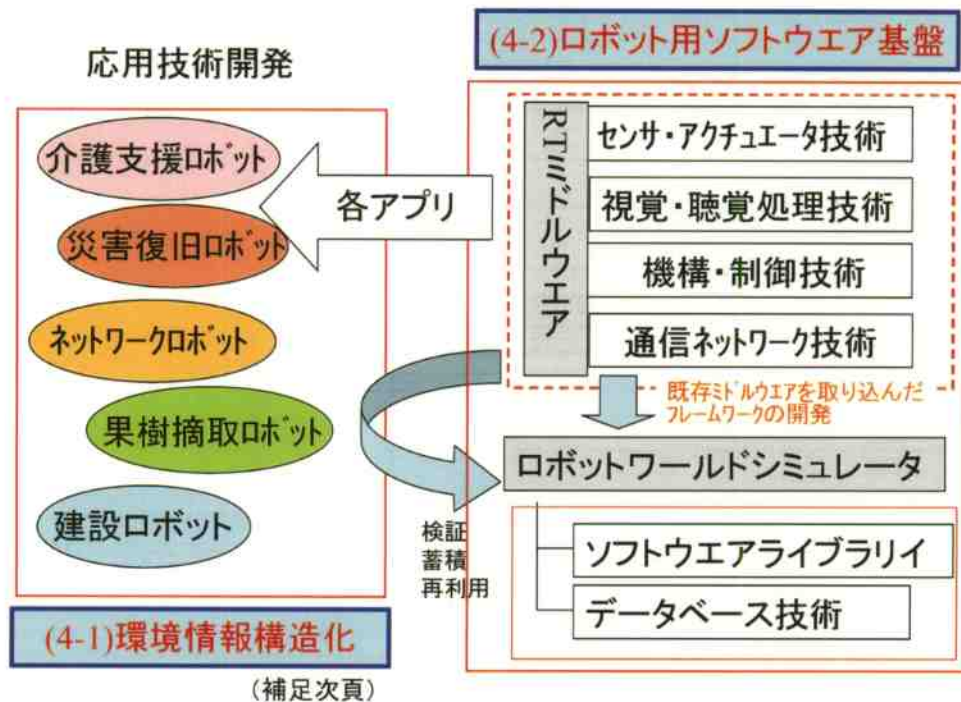 応用技術開発
介護支援ロボット
災害復旧ロボット
ネットワークロボット
果樹摘取ロボット
建設ロボット
(4-1)環境情報構造化
(補足次頁)
各アプリ
検証
蓄積
再利用
(4-2)ロボット用ソフトウエア基盤
RTミドルウエア
センサ・アクチュエータ技術
視覚・聴覚処理技術
機構・制御技術
通信ネットワーク技術
既存ミドルウエアを取り込んだ
フレームワークの開発
ロボットワールドシミュレータ
ソフトウエアライブラリイ
データベース技術